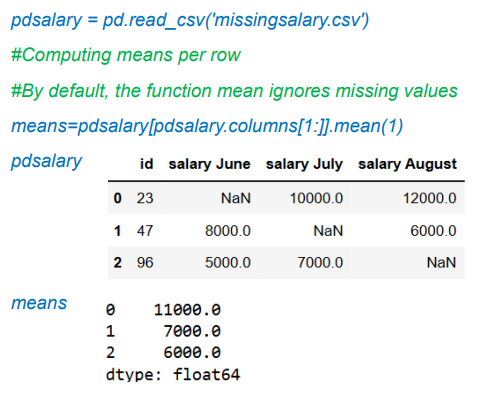 pdsalary = pd.read_csv('missingsalary.csv')
#Computing means per row
#By default, the function mean ignores missing values
means=pdsalary[pdsalary.columns[1:]].mean(1)
pdsalary
id salary June salary July salary August
0 23 NaN 10000.0 12000.0
1 47 8000.0 NaN 6000.0
2 96 5000.0 7000.0 NaN
means
0 11000.0
1 7000.0
2 6000.0
dtype: float64